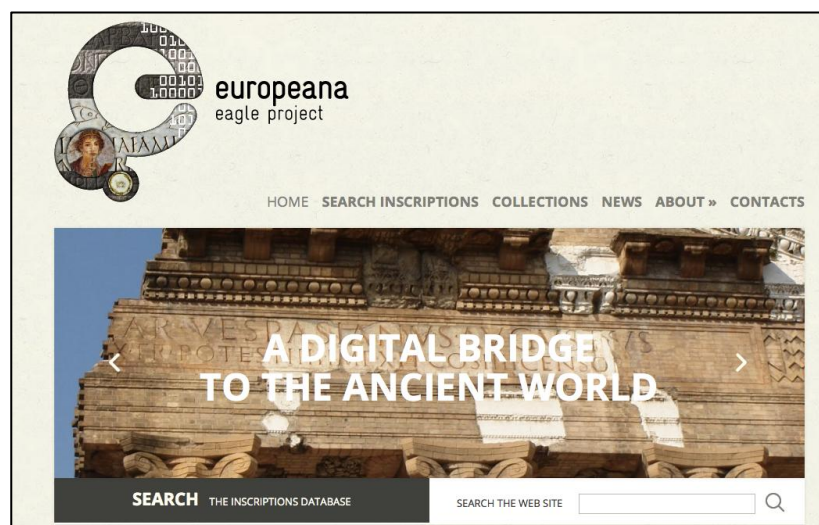 europeana
eagle project
HOME SEARCH INSCRIPTIONS COLLECTIONS NEWS ABOUT » CONTACTS
VESPASIANVS
A DIGITAL BRIDGE
TO THE ANCIENT WORLD
SEARCH THE INSCRIPTIONS DATABASE
SEARCH THE WEB SITE